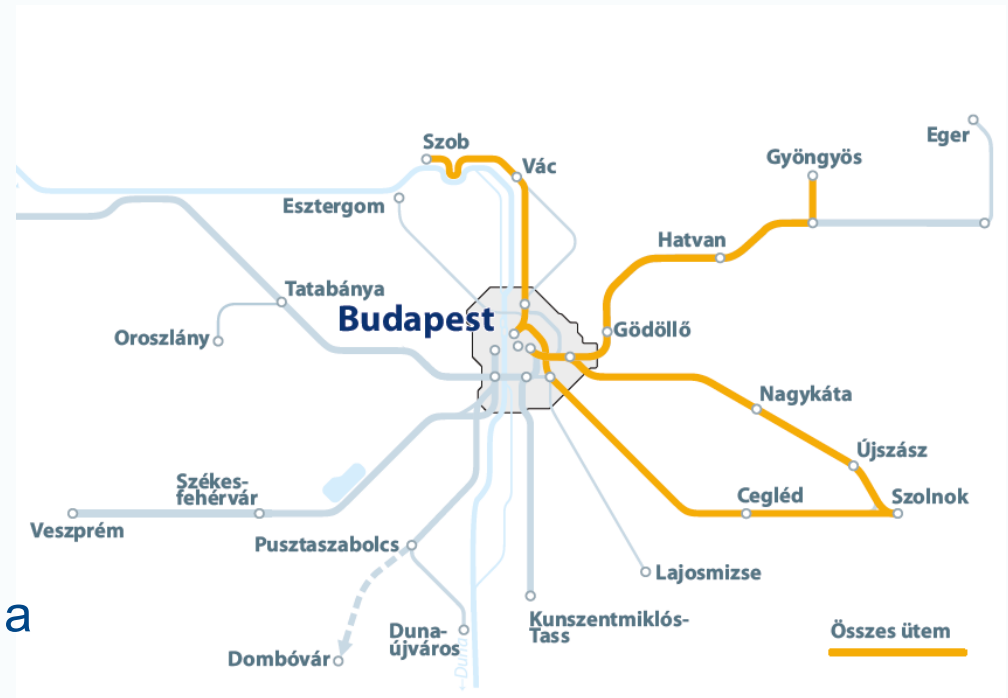 Eger
Szob
Gyöngyös
Vác
Esztergom
Hatvan
Tatabánya
Budapest
Gödöllő
Oroszlány
Nagykáta
Újszász
Székes-
fehérvár
Cegléd
Szolnok
Veszprém
Pusztaszabolcs
Lajosmizse
a
Kunszentmiklós-
Tass
Duna-
újváros
Összes ütem
Dombóvár
←Duna